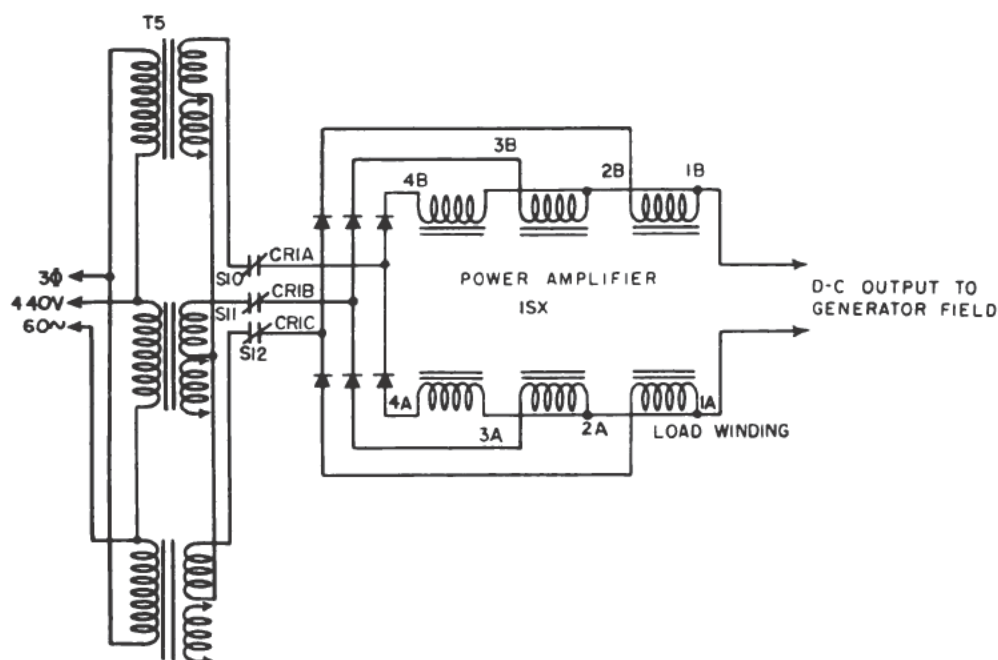 T5
3B
4B
2B
1B
CR1A
S10
3ϕ
POWER AMPLIFIER
1SX
D-C OUTPUT TO
GENERATOR FIELD
440V
CR1B
S11
60~
CR1C
S12
4A
3A
2A
1A
LOAD WINDING